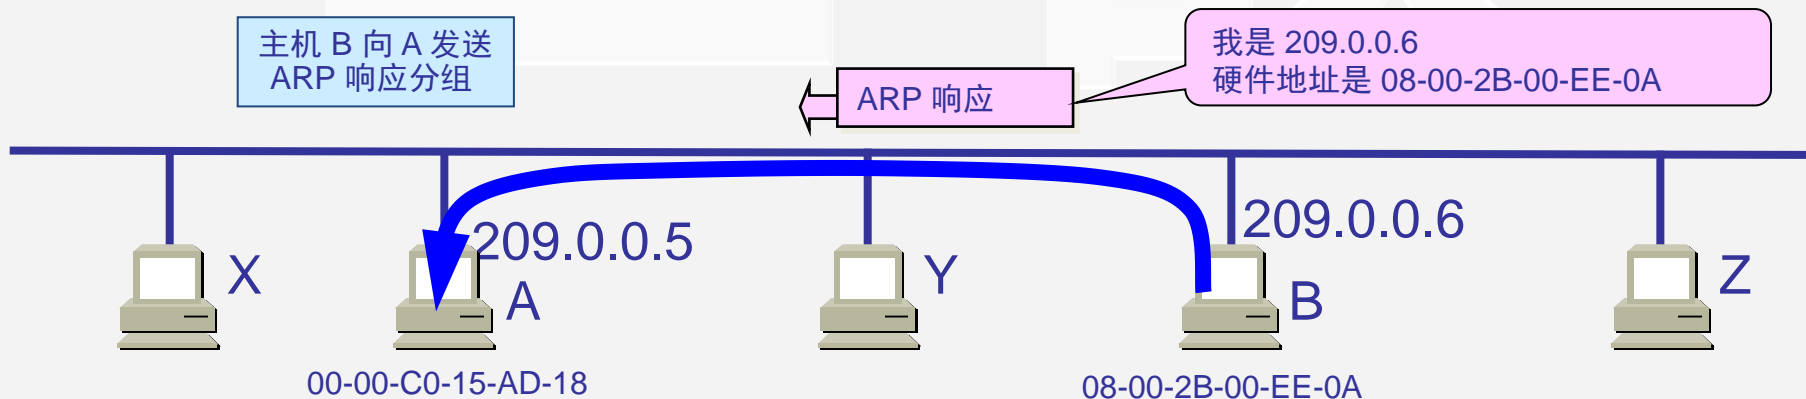 主机 B 向 A 发送
ARP 响应分组
我是 209.0.0.6
硬件地址是 08-00-2B-00-EE-0A
ARP 响应
209.0.0.5
209.0.0.6
X
A
Y
B
Z
00-00-C0-15-AD-18
08-00-2B-00-EE-0A